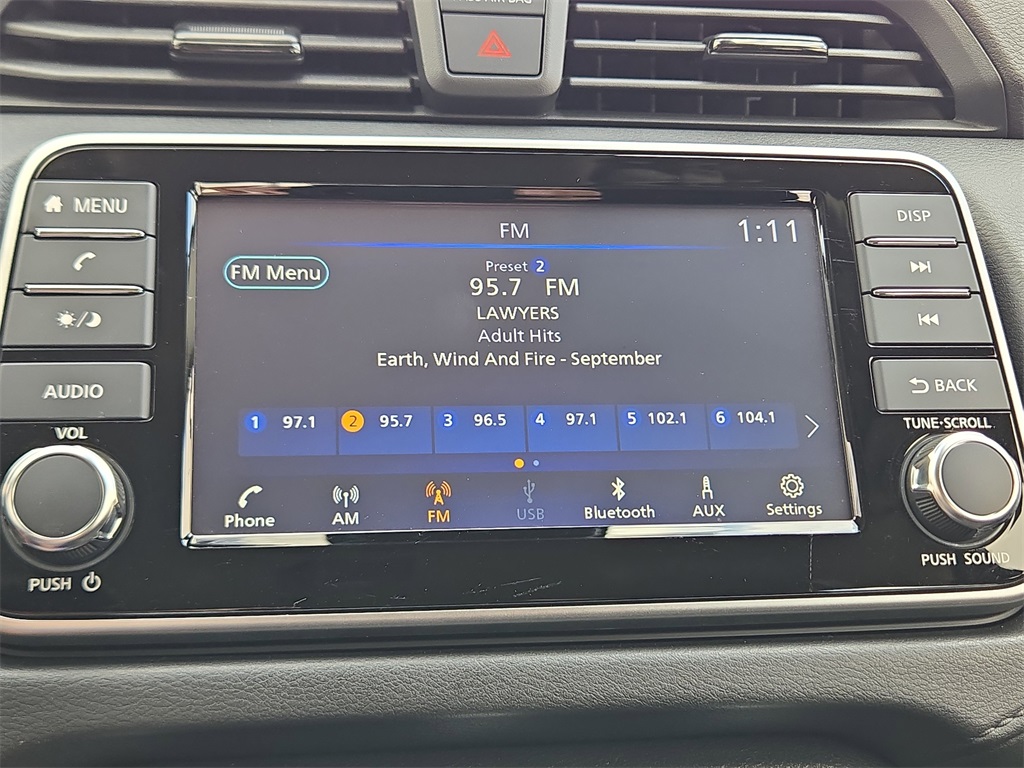 MENU
AUDIO
VOL
PUSH
FM
1:11
FM Menu
Preset 2
95.7 FM
LAWYERS
Adult Hits
Earth, Wind And Fire - September
1 97.1 2 95.7 3 96.5 4 97.1 5 102.1 6 104.1
Phone AM FM USB Bluetooth AUX Settings
DISP
BACK
TUNE·SCROLL
PUSH SOUND